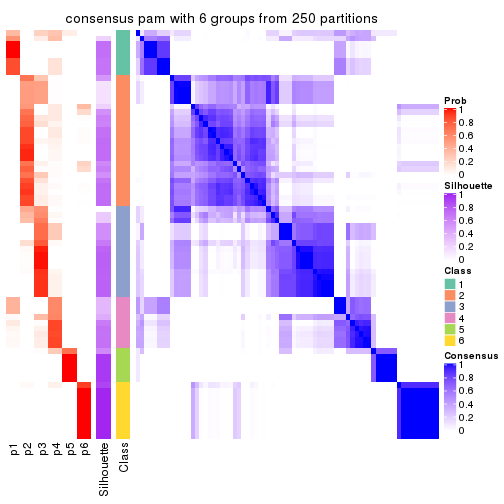 consensus pam with 6 groups from 250 partitions
Prob
1
0.8
0.6
0.4
0.2
0
Silhouette
1
0.8
0.6
0.4
0.2
0
Class
1
2
3
4
5
6
Consensus
1
0.8
0.6
0.4
0.2
0
p1
p2
p3
p4
p5
p6
Silhouette
Class